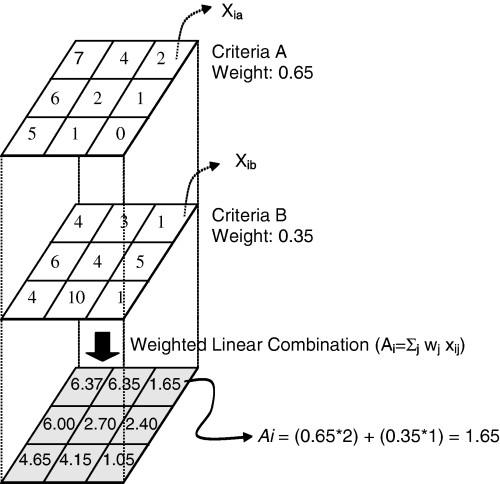 Xia
7 4 2
Criteria A
Weight: 0.65
6 2 1
5 1 0
Xib
4 3 1
Criteria B
Weight: 0.35
6 4 5
4 10 1
Weighted Linear Combination (Ai=Σj wj xij)
6.37 6.35 1.65
6.00 2.70 2.40
Ai = (0.65*2) + (0.35*1) = 1.65
4.65 4.15 1.05